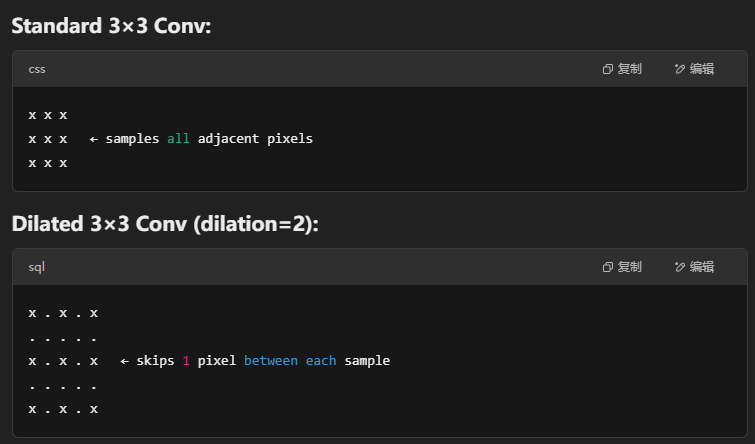 Standard 3×3 Conv:
css 复制 编辑
x x x
x x x   ← samples all adjacent pixels
x x x
Dilated 3×3 Conv (dilation=2):
sql 复制 编辑
x . x . x
. . . . .
x . x . x   ← skips 1 pixel between each sample
. . . . .
x . x . x